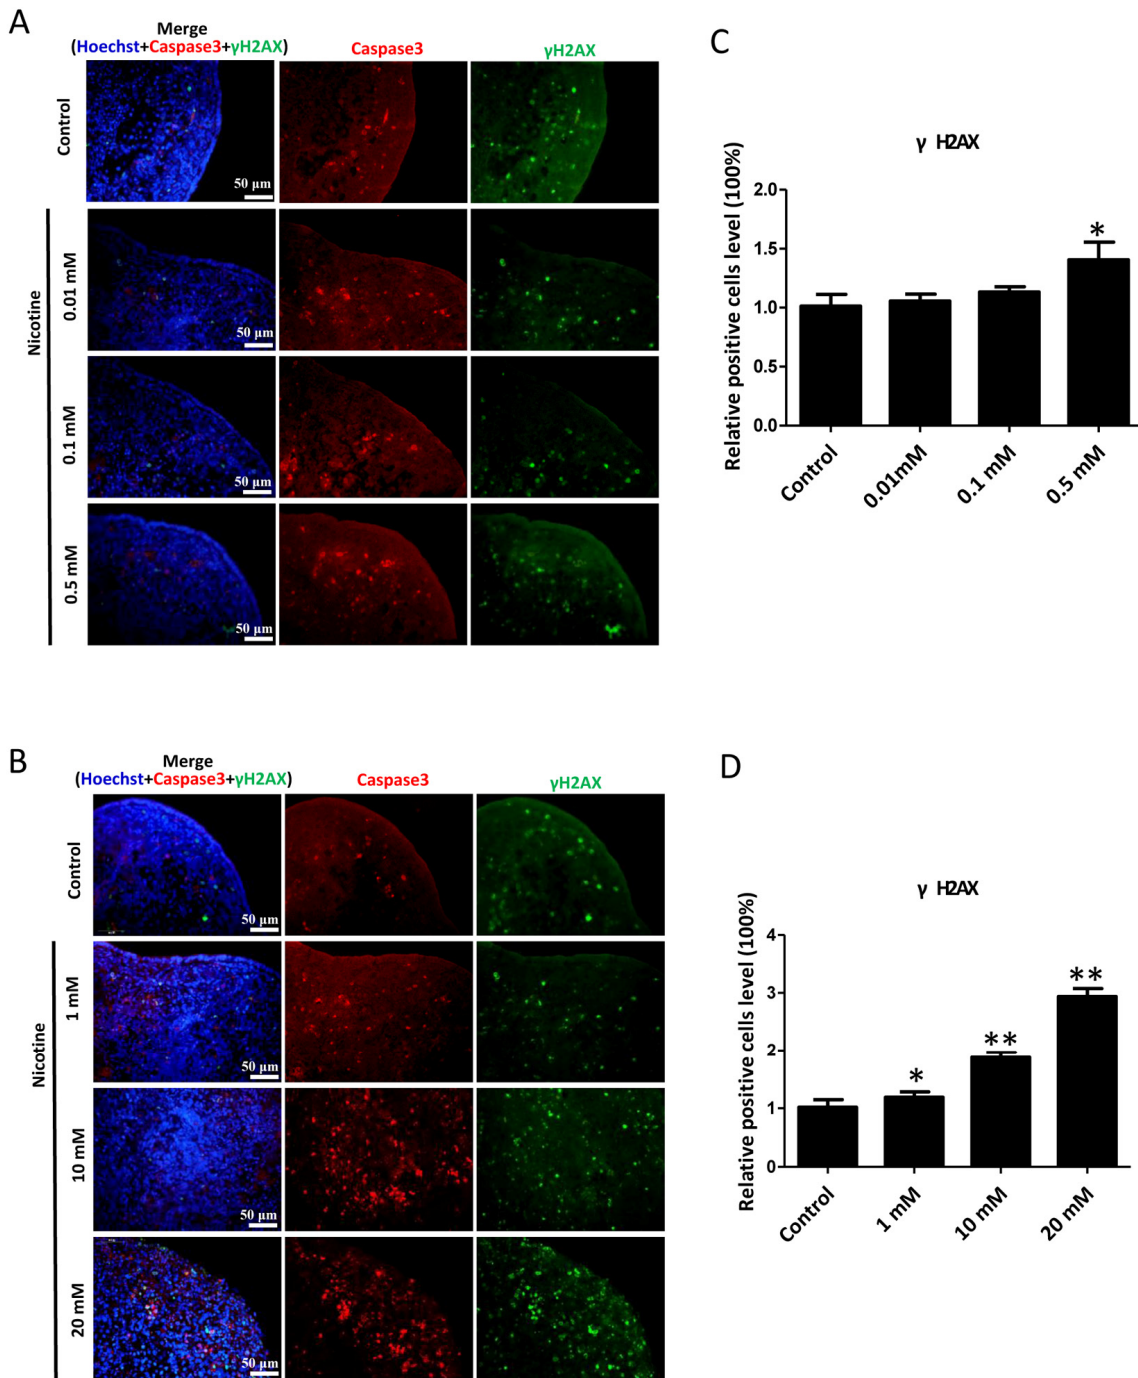 A
Merge
(Hoechst+Caspase3+γH2AX)
Caspase3
γH2AX
Control
50 µm
Nicotine
0.01 mM
50 µm
0.1 mM
50 µm
0.5 mM
50 µm
C
γ H2AX
Relative positive cells level (100%)
2.0
1.5
1.0
0.5
0.0
*
Control
0.01mM
0.1 mM
0.5 mM
B
Merge
(Hoechst+Caspase3+γH2AX)
Caspase3
γH2AX
Control
50 µm
Nicotine
1 mM
50 µm
10 mM
50 µm
20 mM
50 µm
D
γ H2AX
Relative positive cells level (100%)
4
3
2
1
0
*
**
**
Control
1 mM
10 mM
20 mM